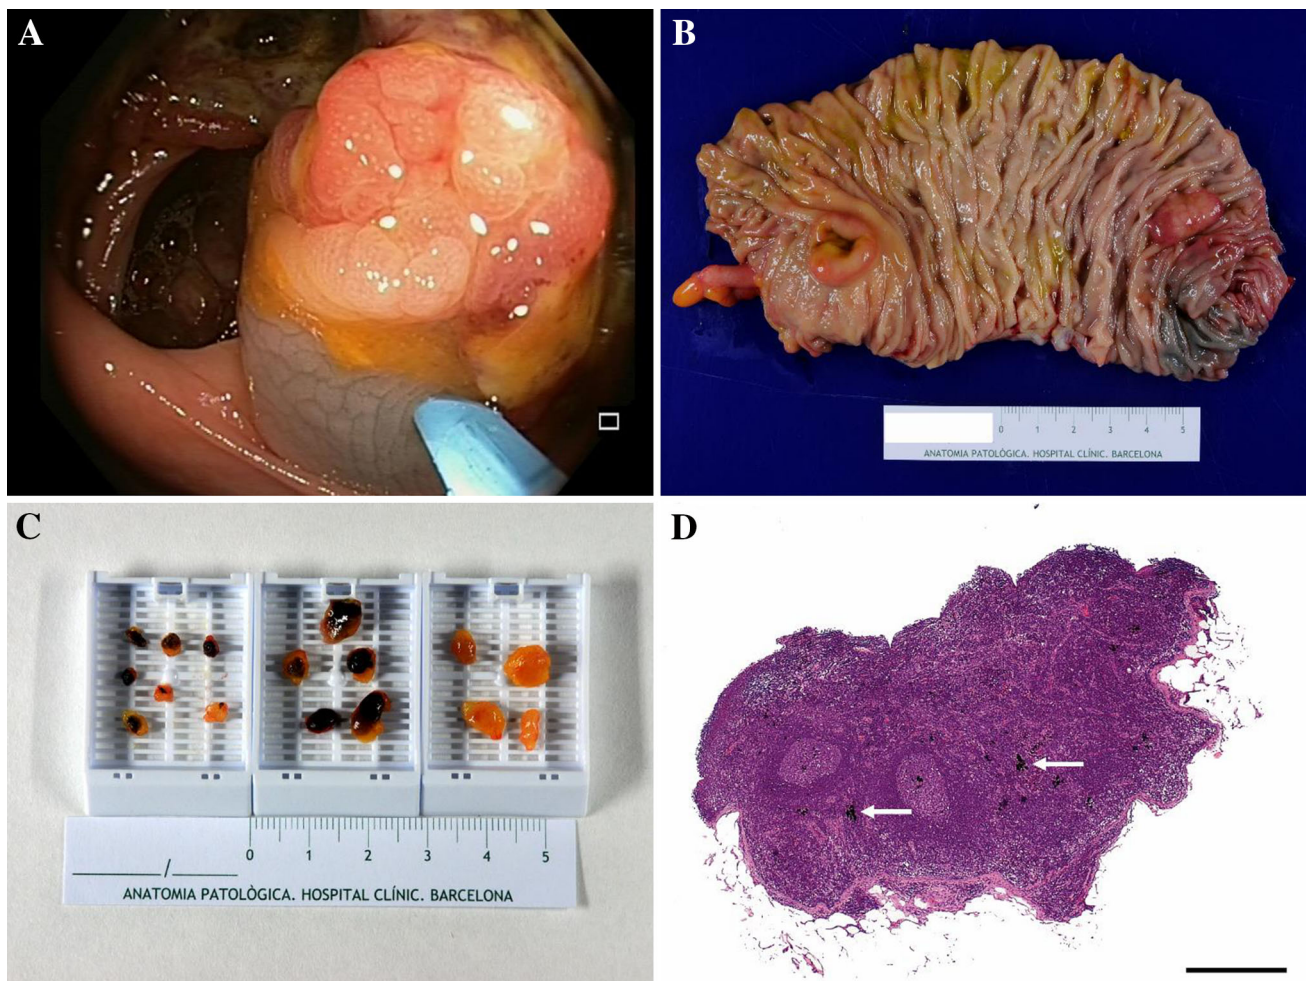 A
B
0 1 2 3 4 5
ANATOMIA PATOLÒGICA. HOSPITAL CLÍNIC. BARCELONA
C
D
/
0 1 2 3 4 5
ANATOMIA PATOLÒGICA. HOSPITAL CLÍNIC. BARCELONA